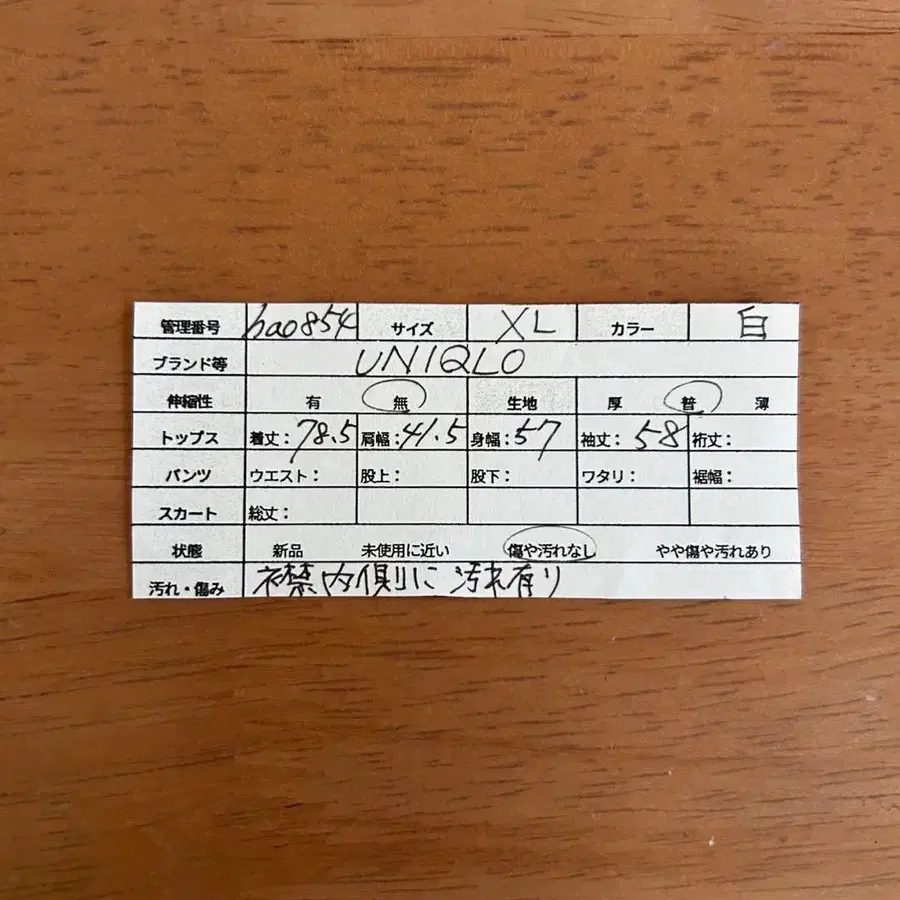 管理番号 hao854 サイズ XL カラー 白
ブランド等 UNIQLO
伸縮性 有 無 生地 厚 普 薄
トップス 着丈：78.5 肩幅：41.5 身幅：57 袖丈：58 裄丈：
パンツ ウエスト： 股上： 股下： ワタリ： 裾幅：
スカート 総丈：
状態 新品 未使用に近い 傷や汚れなし やや傷や汚れあり
汚れ・傷み 襟内側に汚れ有り